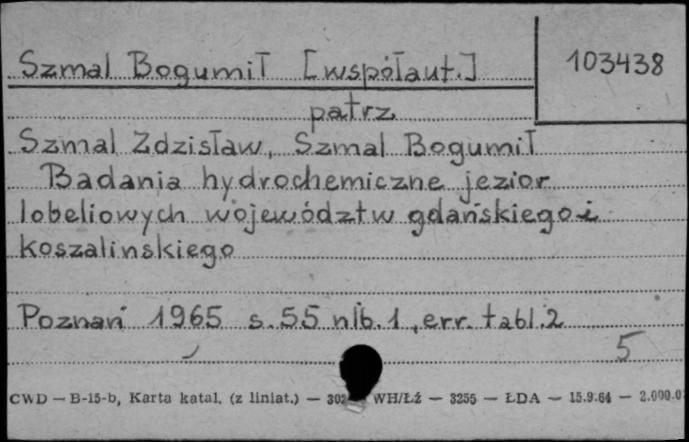 Szmal Bogumił [współaut.]
103438
patrz
Szmal Zdzisław, Szmal Bogumił
Badania hydrochemiczne jezior
lobeliowych województw gdańskiego i
koszalinskiego
Poznań 1965 s. 55 nlb. 1, err. tabl. 2
5
CWD — B-15-b, Karta katal. (z liniat.) — 302 WH/Łź — 3255 — ŁDA — 15.9.64 — 2.000.0